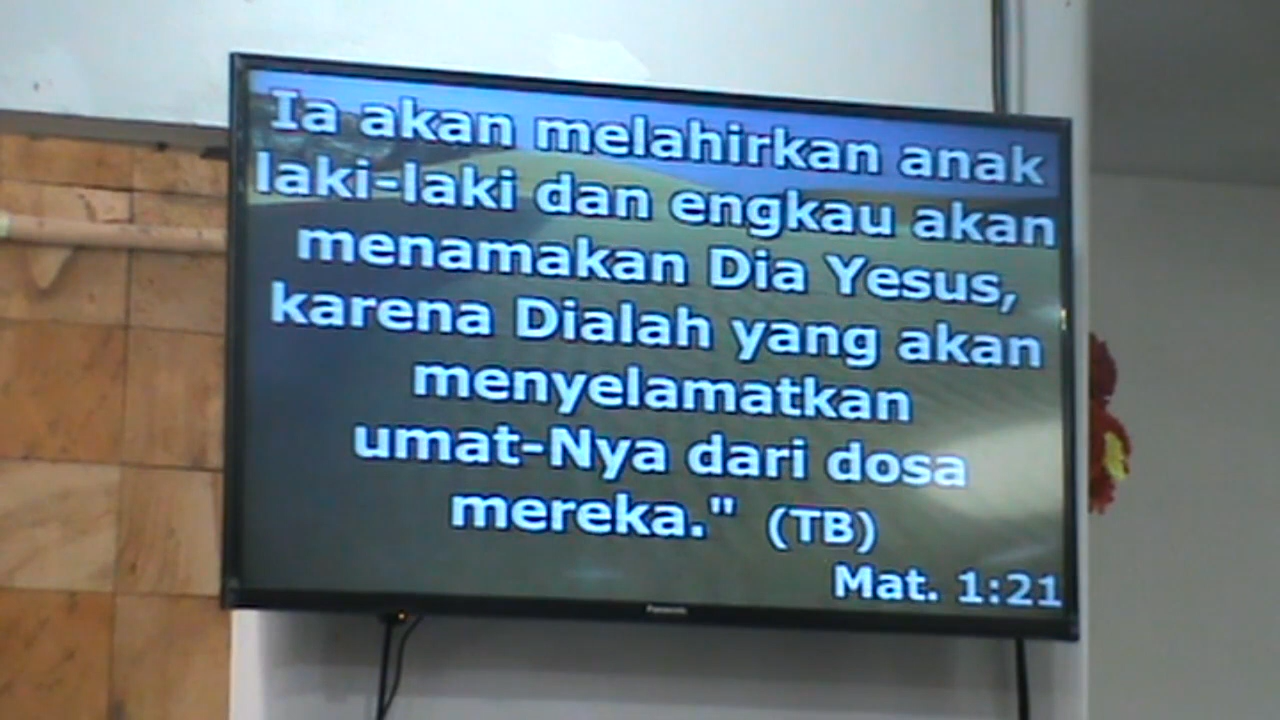 Ia akan melahirkan anak
laki-laki dan engkau akan
menamakan Dia Yesus,
karena Dialah yang akan
menyelamatkan
umat-Nya dari dosa
mereka." (TB)
Mat. 1:21
Panasonic